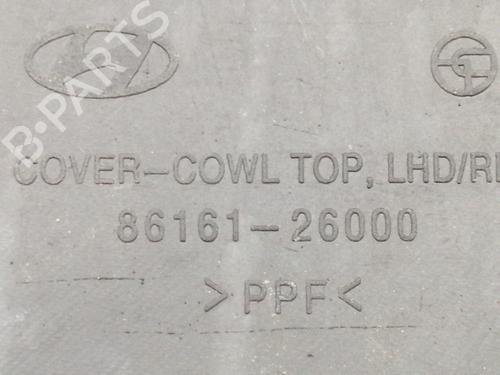 B-PARTS
COVER-COWL TOP, LHD/R
86161-26000
>PPF<